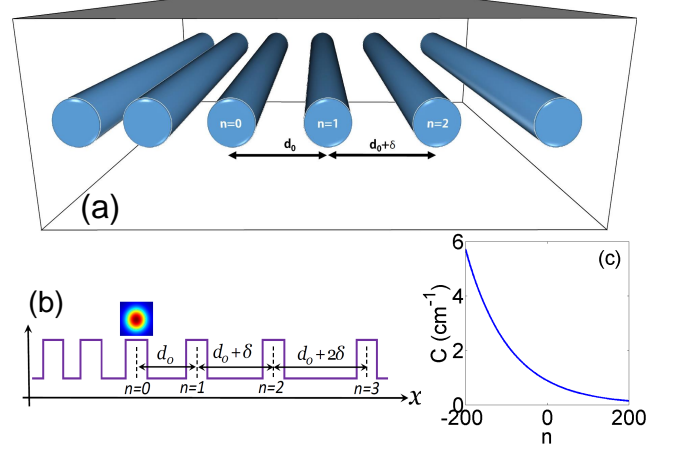 n=0
n=1
n=2
d₀
d₀+δ
(a)
(b)
dₒ
dₒ+δ
dₒ+2δ
n=0
n=1
n=2
n=3
x
(c)
C (cm⁻¹)
6
4
2
0
-200
0
200
n